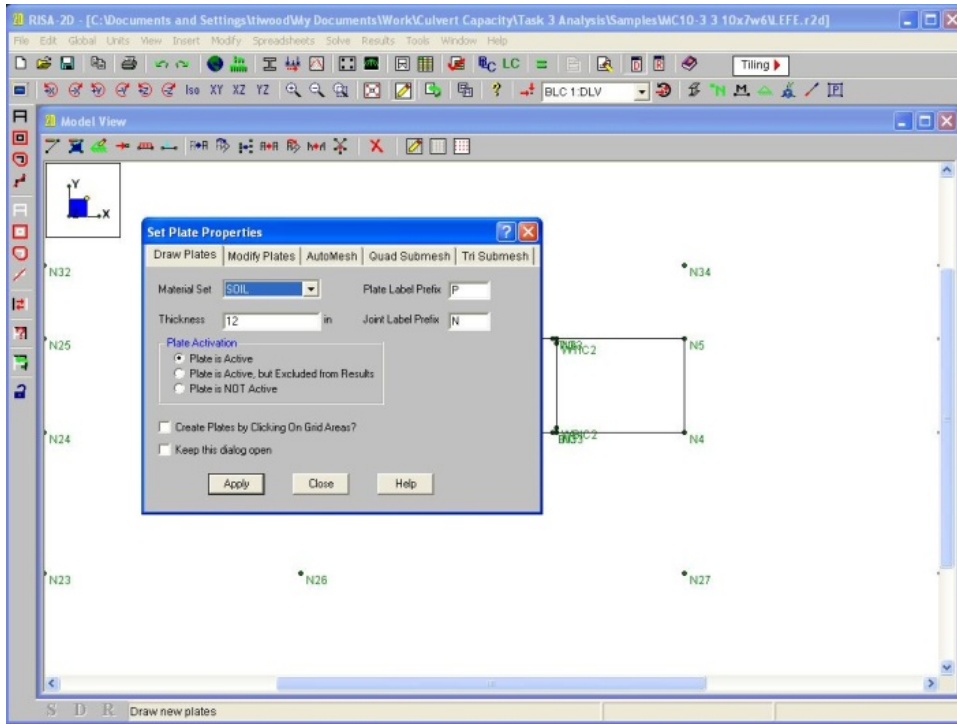 RISA-2D - [C:\Documents and Settings\tiwood\My Documents\Work\Culvert Capacity\Task 3 Analysis\Samples\MC10-3 3 10x7w6\LEFE.r2d]
File Edit Global Units View Insert Modify Spreadsheets Solve Results Tools Window Help
LC Tiling
Iso XY XZ YZ BLC 1:DLV
Model View
Y
X
Set Plate Properties
Draw Plates Modify Plates AutoMesh Quad Submesh Tri Submesh
N32 N34
Material Set SOIL Plate Label Prefix P
Thickness 12 in Joint Label Prefix N
N25 N5
Plate Activation
Plate is Active
Plate is Active, but Excluded from Results
Plate is NOT Active
Create Plates by Clicking On Grid Areas?
N24 N4
Keep this dialog open
Apply Close Help
N23 N26 N27
S D R Draw new plates